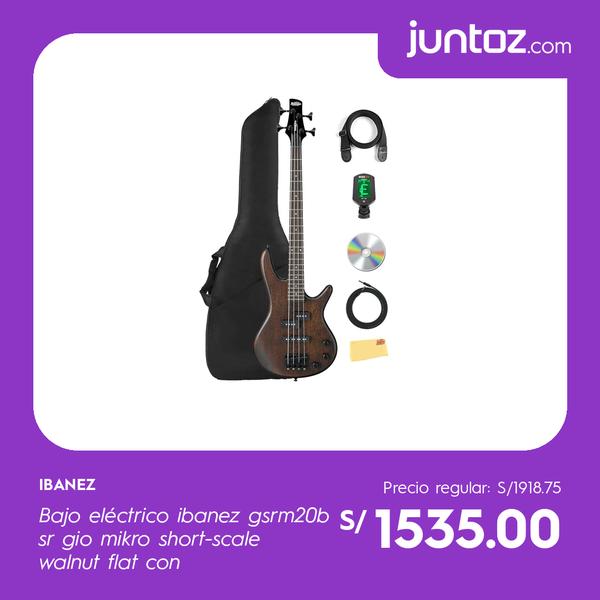 juntoz.com
IBANEZ
Bajo eléctrico ibanez gsrm20b
sr gio mikro short-scale
walnut flat con
Precio regular: S/1918.75
S/ 1535.00